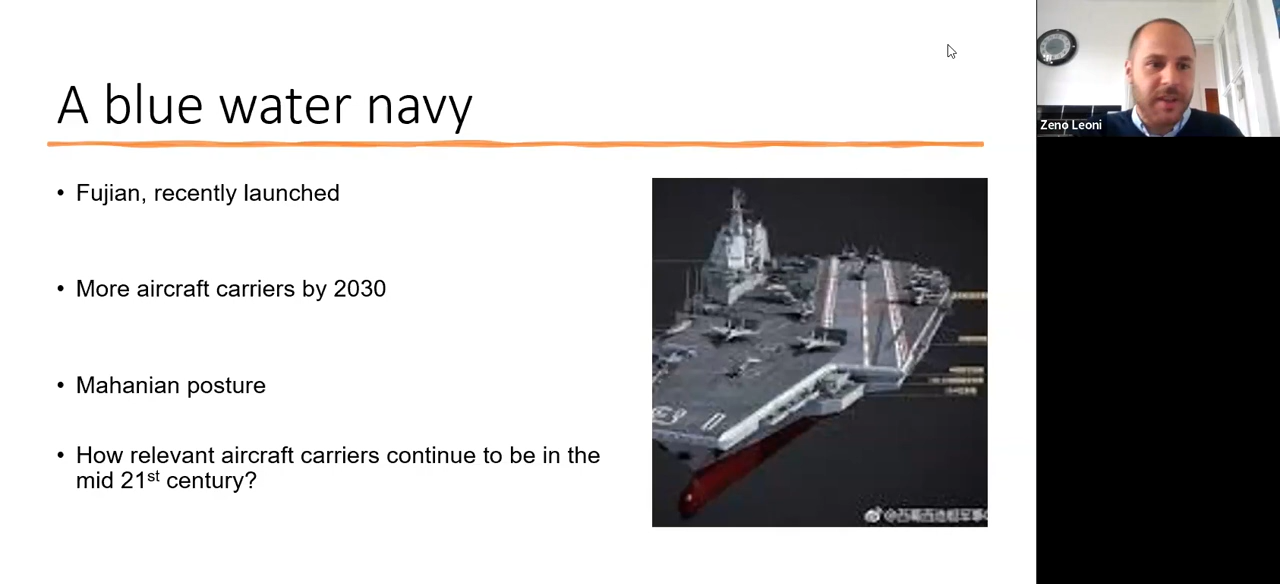 A blue water navy
• Fujian, recently launched
• More aircraft carriers by 2030
• Mahanian posture
• How relevant aircraft carriers continue to be in the
mid 21st century?
Zeno Leoni